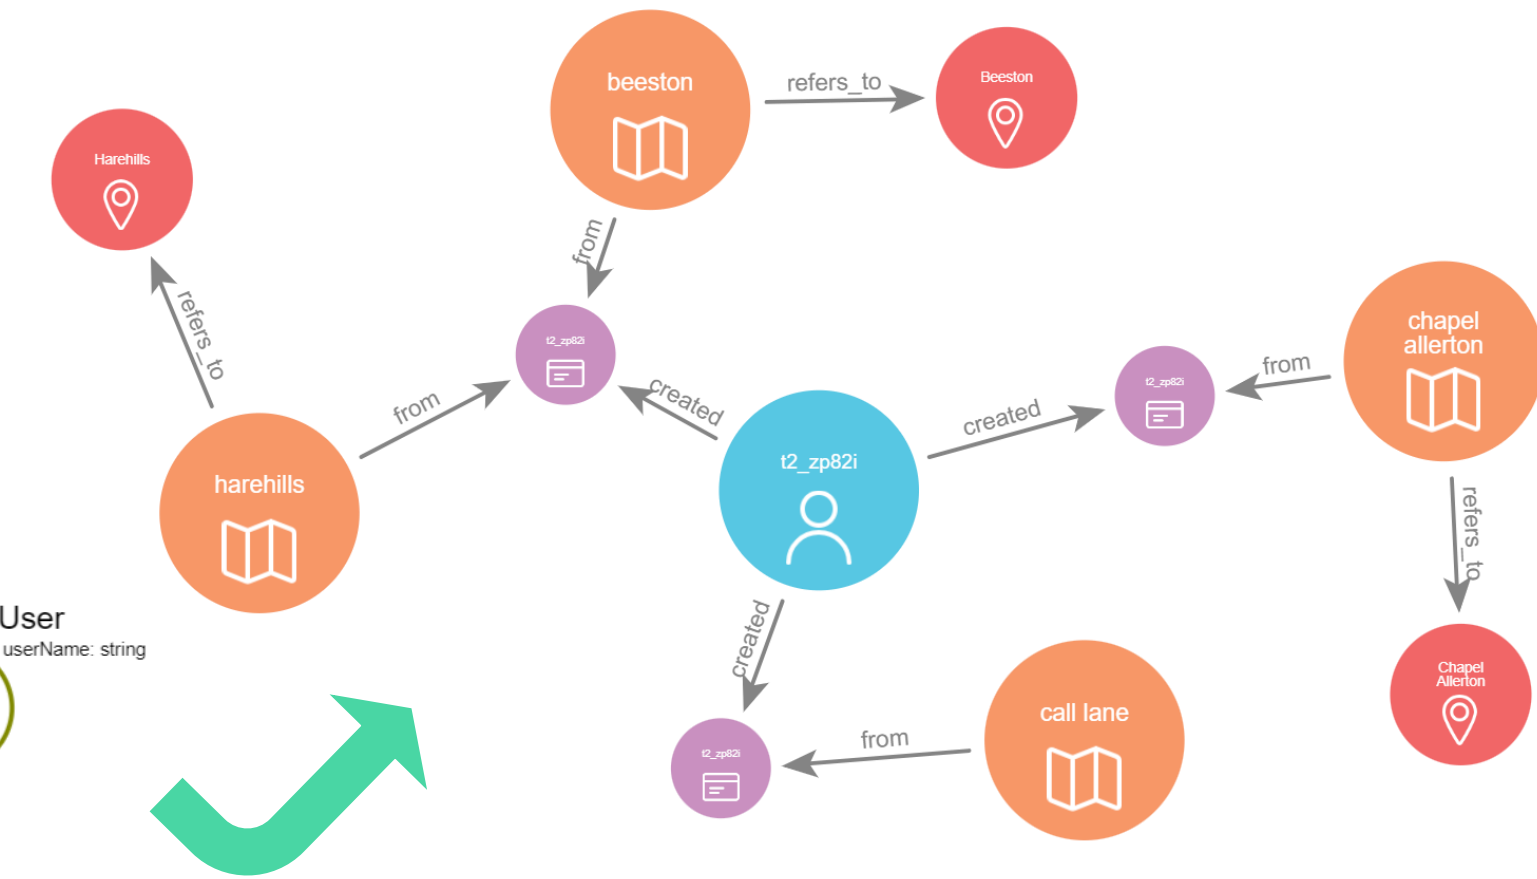 beeston
refers_to
Beeston
Harehills
from
refers_to
t2_zp82i
chapel
allerton
from
t2_zp82i
created
created
from
harehills
t2_zp82i
refers_to
User
userName: string
created
Chapel
Allerton
call lane
from
t2_zp82i